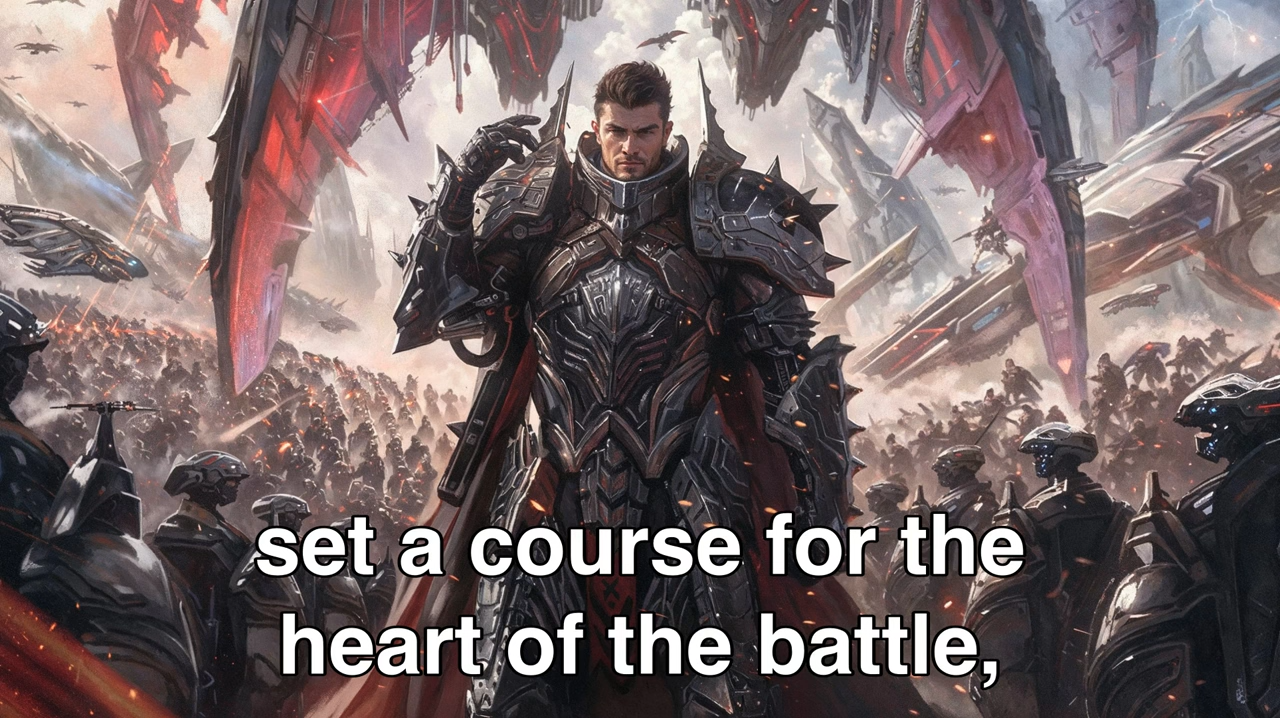 set a course for the
heart of the battle,